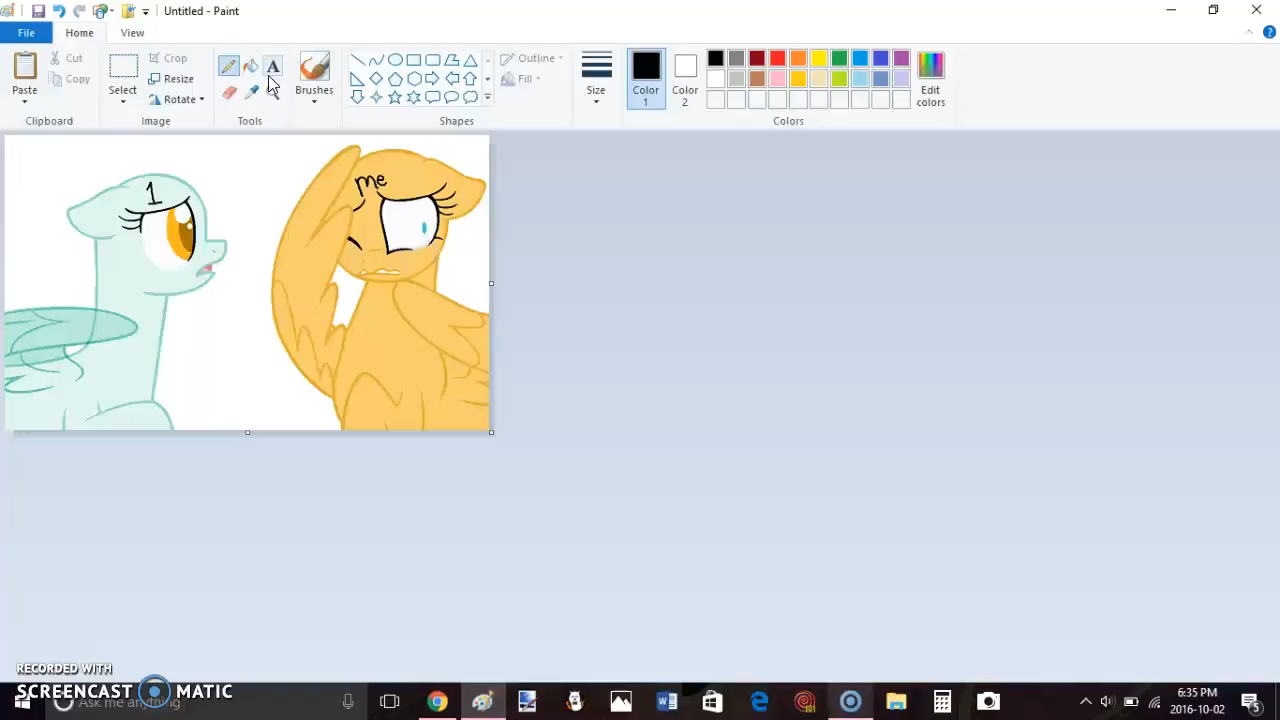 Untitled - Paint
File
Home
View
Paste
Cut
Copy
Clipboard
Select
Crop
Resize
Rotate
Image
A
Tools
Brushes
Outline
Fill
Shapes
Size
Color 1
Color 2
Edit colors
Colors
1
me
RECORDED WITH
SCREENCAST MATIC
Ask me anything
101
6:35 PM
2016-10-02
5